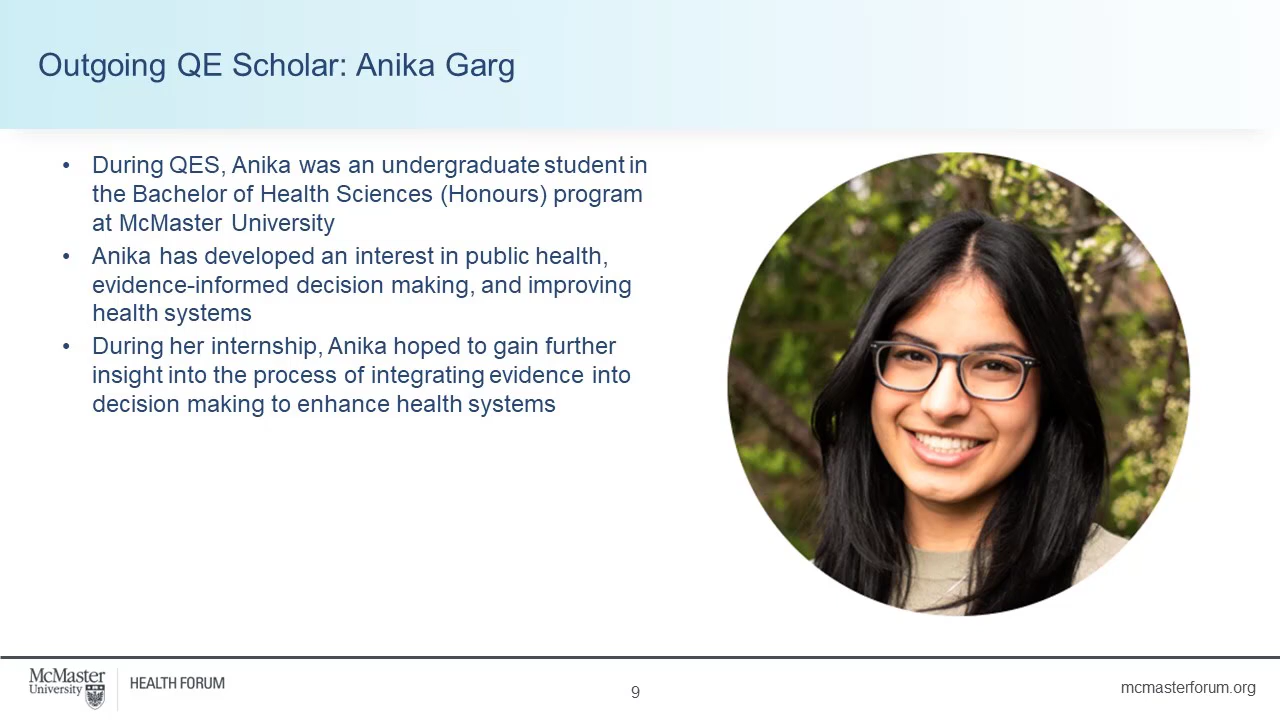 Outgoing QE Scholar: Anika Garg
• During QES, Anika was an undergraduate student in
the Bachelor of Health Sciences (Honours) program
at McMaster University
• Anika has developed an interest in public health,
evidence-informed decision making, and improving
health systems
• During her internship, Anika hoped to gain further
insight into the process of integrating evidence into
decision making to enhance health systems
McMaster
University
HEALTH FORUM
9
mcmasterforum.org